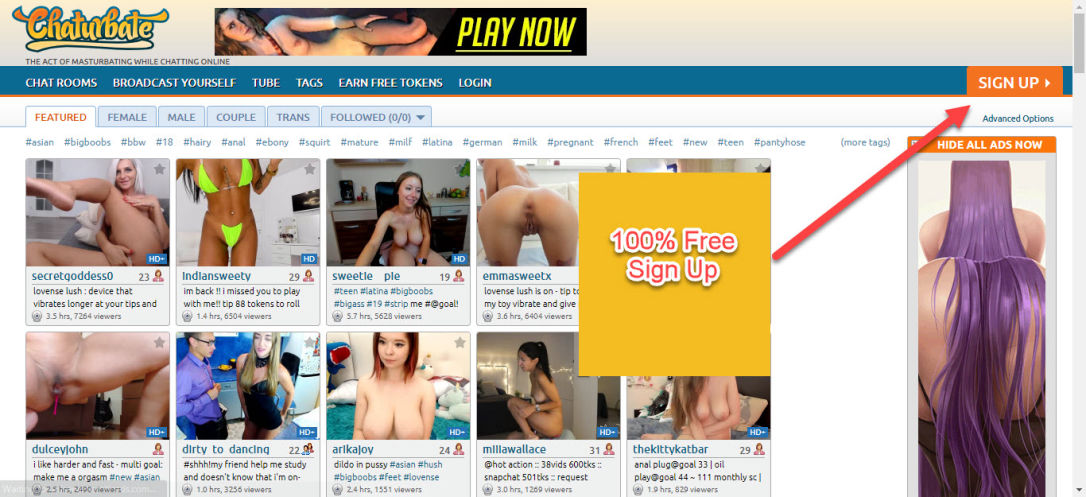 Chaturbate
THE ACT OF MASTURBATING WHILE CHATTING ONLINE
PLAY NOW
CHAT ROOMS BROADCAST YOURSELF TUBE TAGS EARN FREE TOKENS LOGIN
SIGN UP
FEATURED FEMALE MALE COUPLE TRANS FOLLOWED (0/0)
Advanced Options
#asian #bigboobs #bbw #18 #hairy #anal #ebony #squirt #mature #milf #latina #german #milk #pregnant #french #feet #new #teen #pantyhose (more tags)
HIDE ALL ADS NOW
100% Free
Sign Up
HD+ HD HD
secretgoddess0 23
lovense lush : device that
vibrates longer at your tips and
3.5 hrs, 7264 viewers
indiansweety 29
im back !! i missed you to play
with me!! tip 88 tokens to roll
1.4 hrs, 6504 viewers
sweetie_pie_ 19
#teen #latina #bigboobs
#bigass #19 #strip me #@goal!
5.7 hrs, 5628 viewers
emmasweetx
lovense lush is on - tip to
my toy vibrate and give
3.6 hrs, 6404 viewers
HD+ HD+ HD+ HD+ HD+
dulceyjohn
i like harder and fast - multi goal:
make me a orgasm #new #asian
2.5 hrs, 2490 viewers
dirty_to_dancing 22
#shhh!my friend help me study
and doesn't know that i'm on-
1.0 hrs, 3256 viewers
arikajoy 24
dildo in pussy #asian #hush
#bigboobs #feet #lovense
2.4 hrs, 1551 viewers
miliawallace 31
@hot action :: 38vids 600tks ::
snapchat 501tks :: request
3.0 hrs, 1269 viewers
thekittykatbar 29
anal plug@goal 33 | oil
play@goal 44 ~ 111 monthly sc |
1.9 hrs, 829 viewers